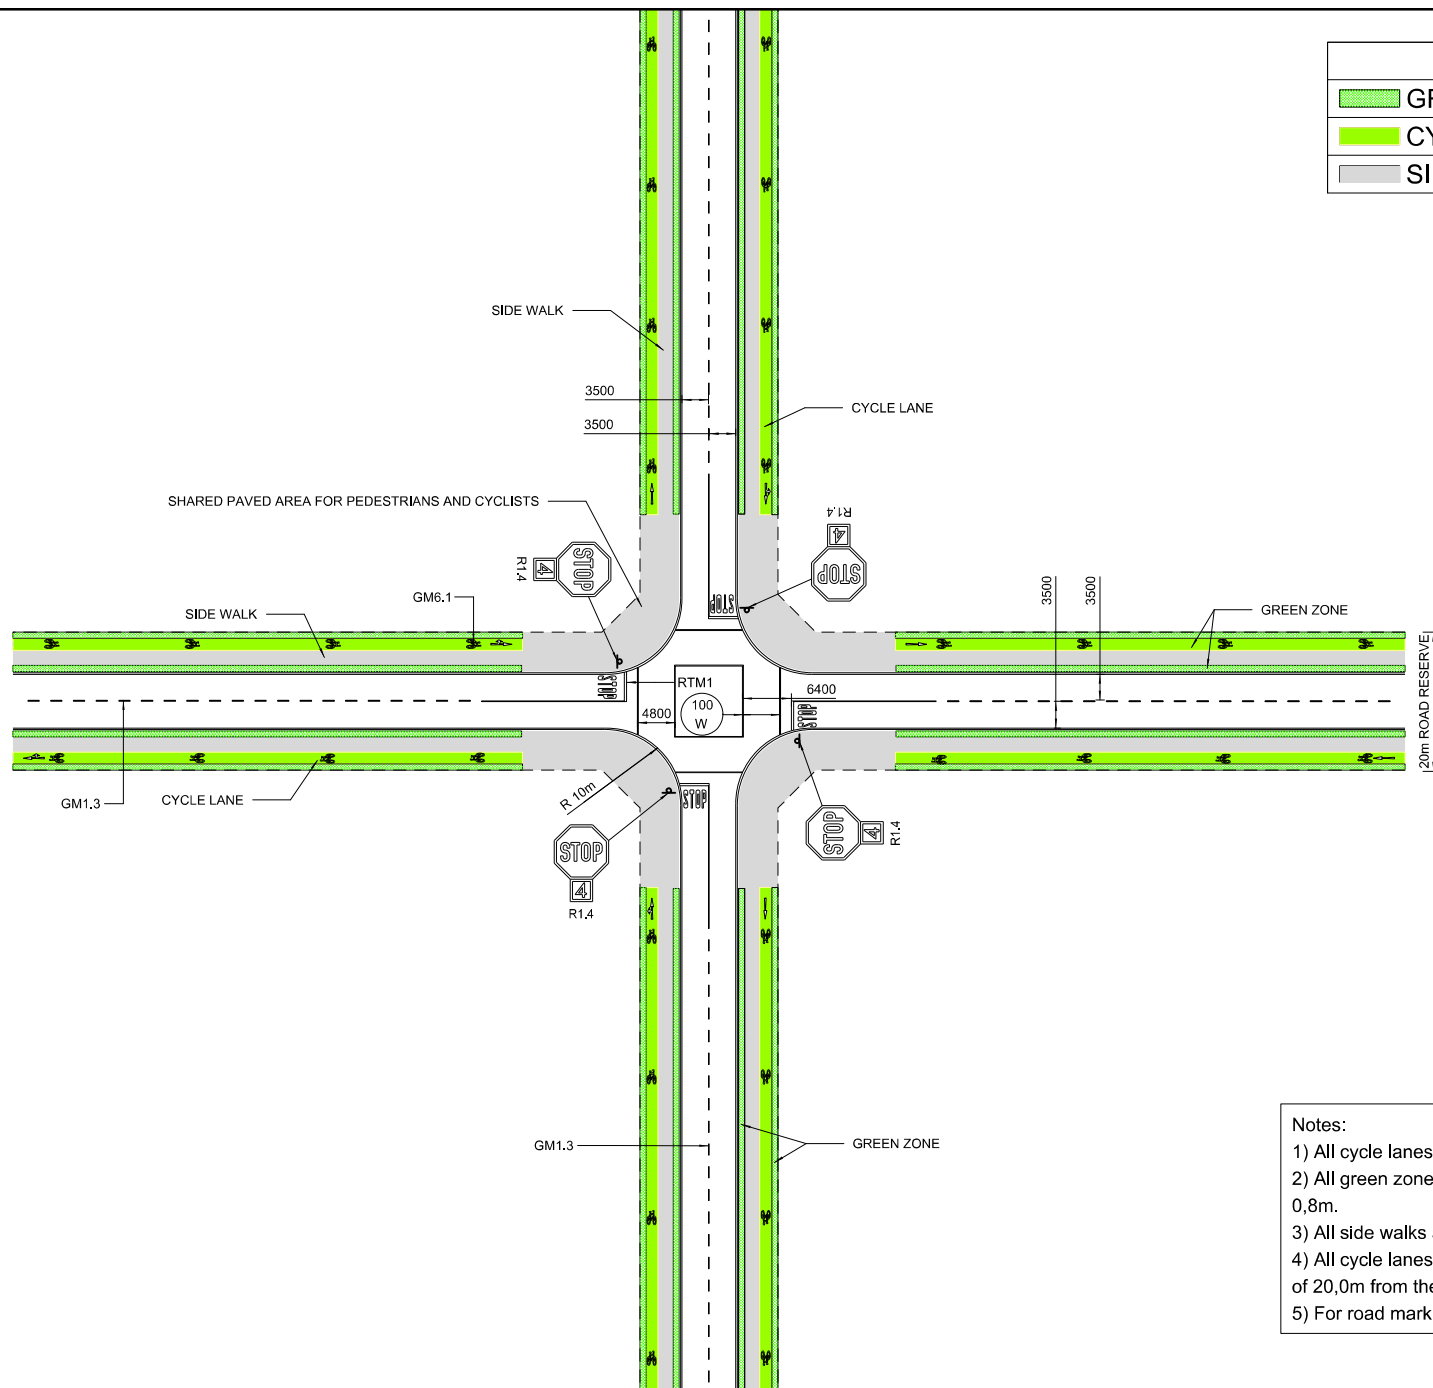 SIDE WALK
3500
3500
CYCLE LANE
SHARED PAVED AREA FOR PEDESTRIANS AND CYCLISTS
R1.4
4
STOP
R1.4
4
STOP
GM6.1
SIDE WALK
STOP
3500
3500
GREEN ZONE
20m ROAD RESERVE
STOP
RTM1
6400
4800
100
W
STOP
GM1.3
CYCLE LANE
R 10m
STOP
STOP
4
R1.4
STOP
4
R1.4
GM1.3
GREEN ZONE
Notes:
1) All cycle lanes
2) All green zone
0,8m.
3) All side walks
4) All cycle lanes
of 20,0m from the
5) For road mark